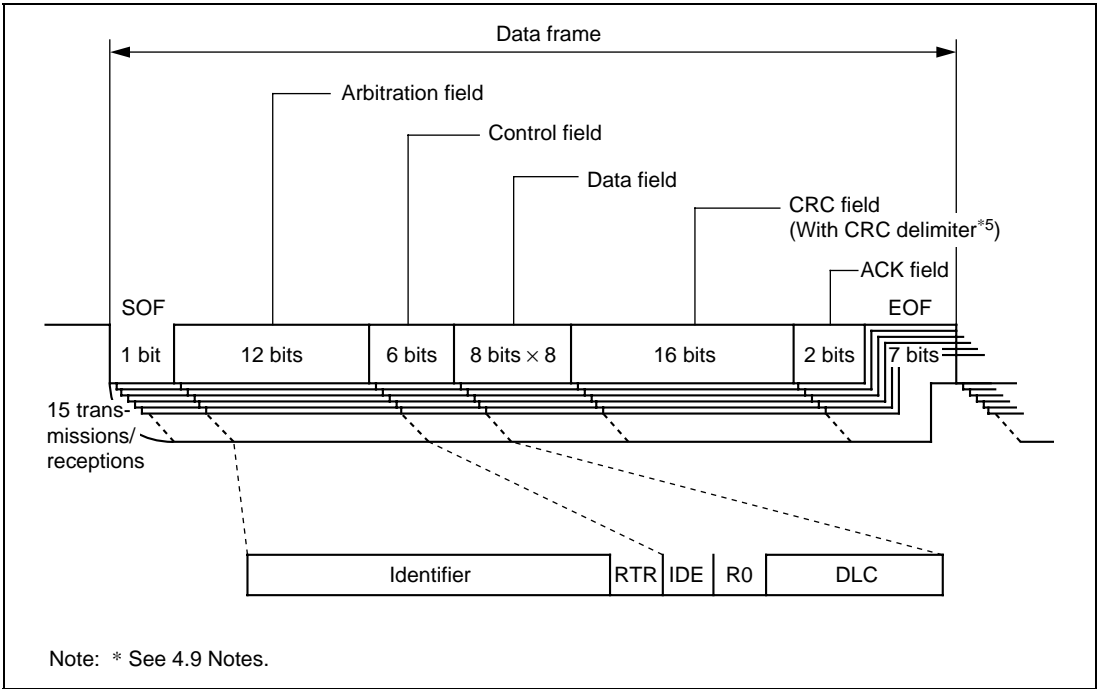 Data frame
Arbitration field
Control field
Data field
CRC field
(With CRC delimiter*5)
ACK field
SOF
EOF
1 bit
12 bits
6 bits
8 bits × 8
16 bits
2 bits
7 bits
15 trans-
missions/
receptions
Identifier
RTR
IDE
R0
DLC
Note: * See 4.9 Notes.